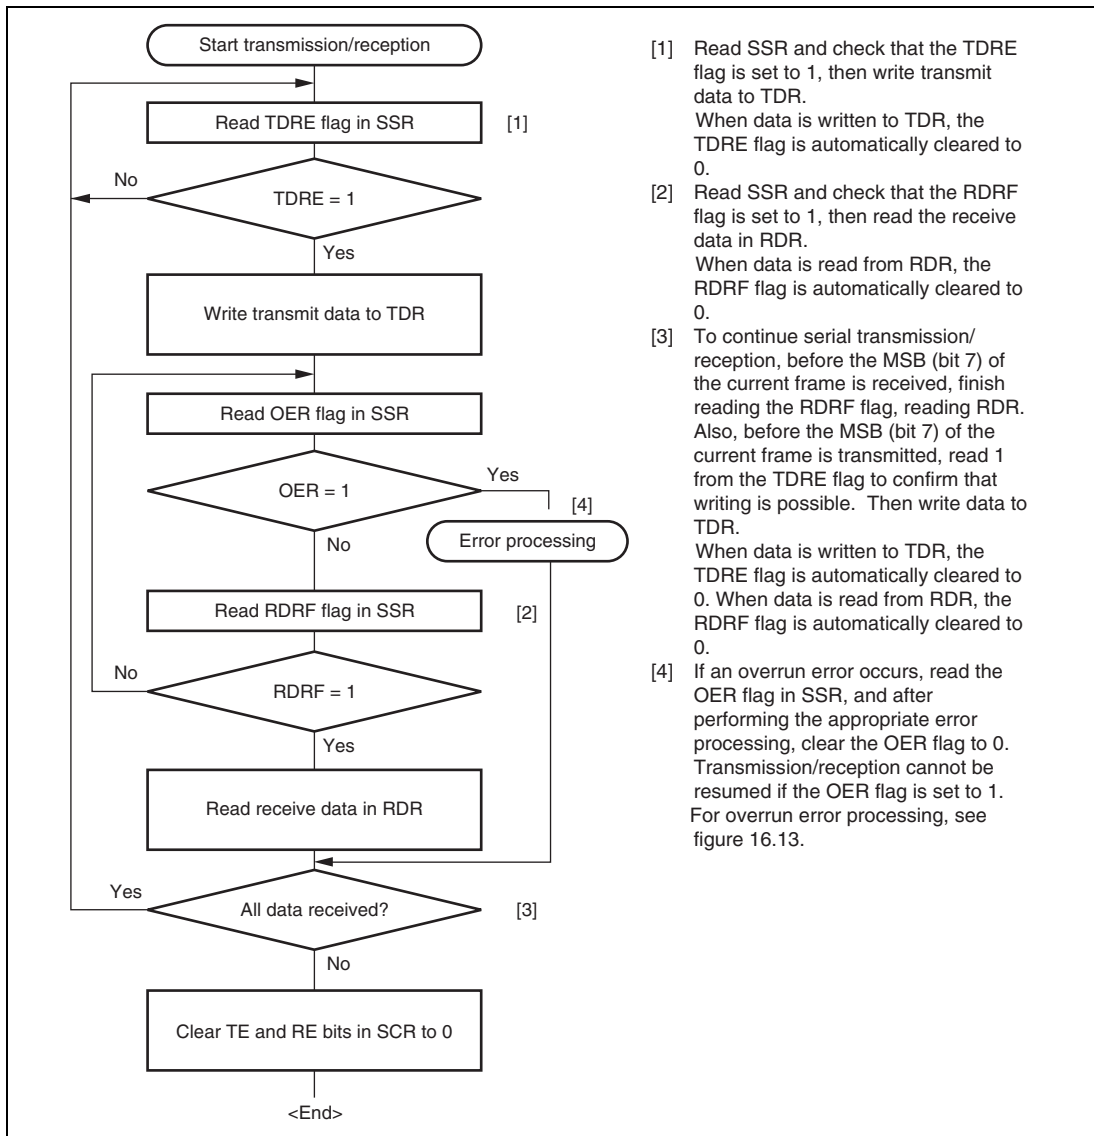 Start transmission/reception
Read TDRE flag in SSR
[1]
No
TDRE = 1
Yes
Write transmit data to TDR
Read OER flag in SSR
OER = 1
Yes
[4]
No
Error processing
Read RDRF flag in SSR
[2]
No
RDRF = 1
Yes
Read receive data in RDR
Yes
All data received?
[3]
No
Clear TE and RE bits in SCR to 0
<End>
[1] Read SSR and check that the TDRE
flag is set to 1, then write transmit
data to TDR.
When data is written to TDR, the
TDRE flag is automatically cleared to
0.
[2] Read SSR and check that the RDRF
flag is set to 1, then read the receive
data in RDR.
When data is read from RDR, the
RDRF flag is automatically cleared to
0.
[3] To continue serial transmission/
reception, before the MSB (bit 7) of
the current frame is received, finish
reading the RDRF flag, reading RDR.
Also, before the MSB (bit 7) of the
current frame is transmitted, read 1
from the TDRE flag to confirm that
writing is possible. Then write data to
TDR.
When data is written to TDR, the
TDRE flag is automatically cleared to
0. When data is read from RDR, the
RDRF flag is automatically cleared to
0.
[4] If an overrun error occurs, read the
OER flag in SSR, and after
performing the appropriate error
processing, clear the OER flag to 0.
Transmission/reception cannot be
resumed if the OER flag is set to 1.
For overrun error processing, see
figure 16.13.